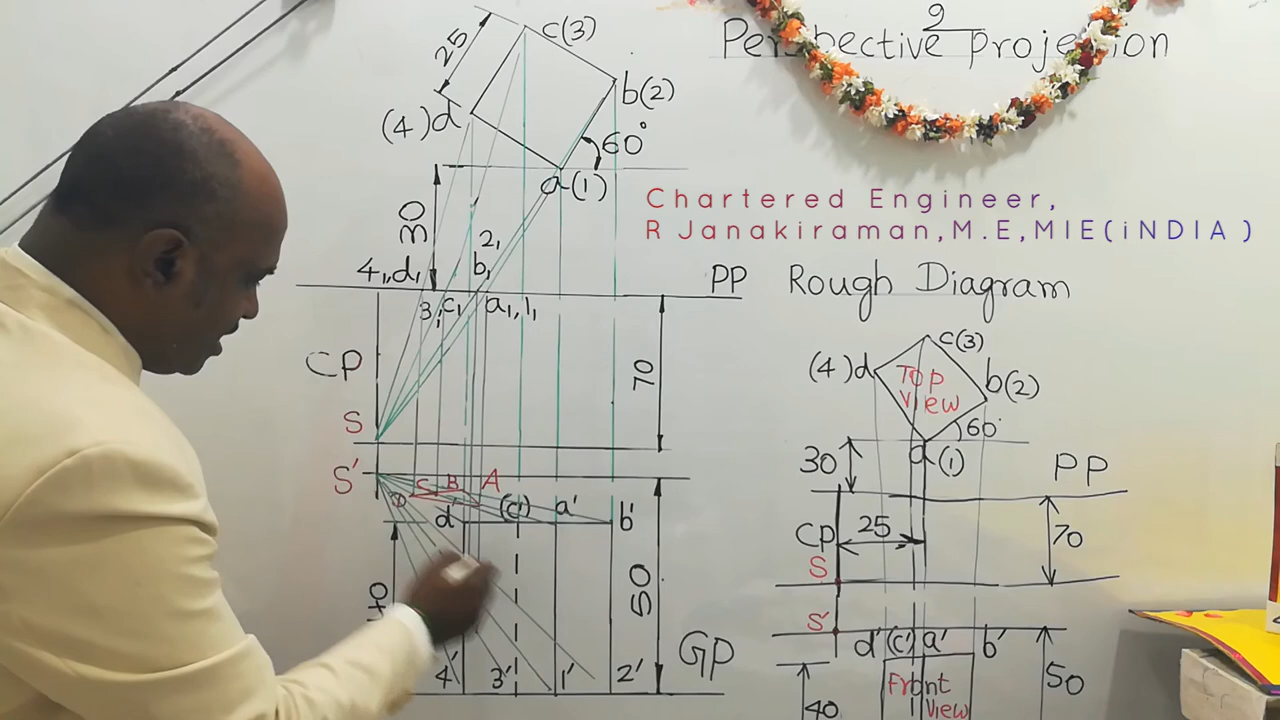 Perspective projection
2
c(3)
25
b(2)
(4)d
60°
a(1)
Chartered Engineer,
R Janakiraman,M.E,MIE(iNDIA )
30
2,
4,,d,
b,
PP
3,
c,
a,,1,
CP
70
S
S'
C
B
A
d'
(c')
a'
b'
50
GP
4'
3'
1'
2'
Rough Diagram
c(3)
(4)d
Top
View
b(2)
60°
a(1)
30
PP
CP
25
70
S
S'
d'
(c')
a'
b'
Front
View
40
50